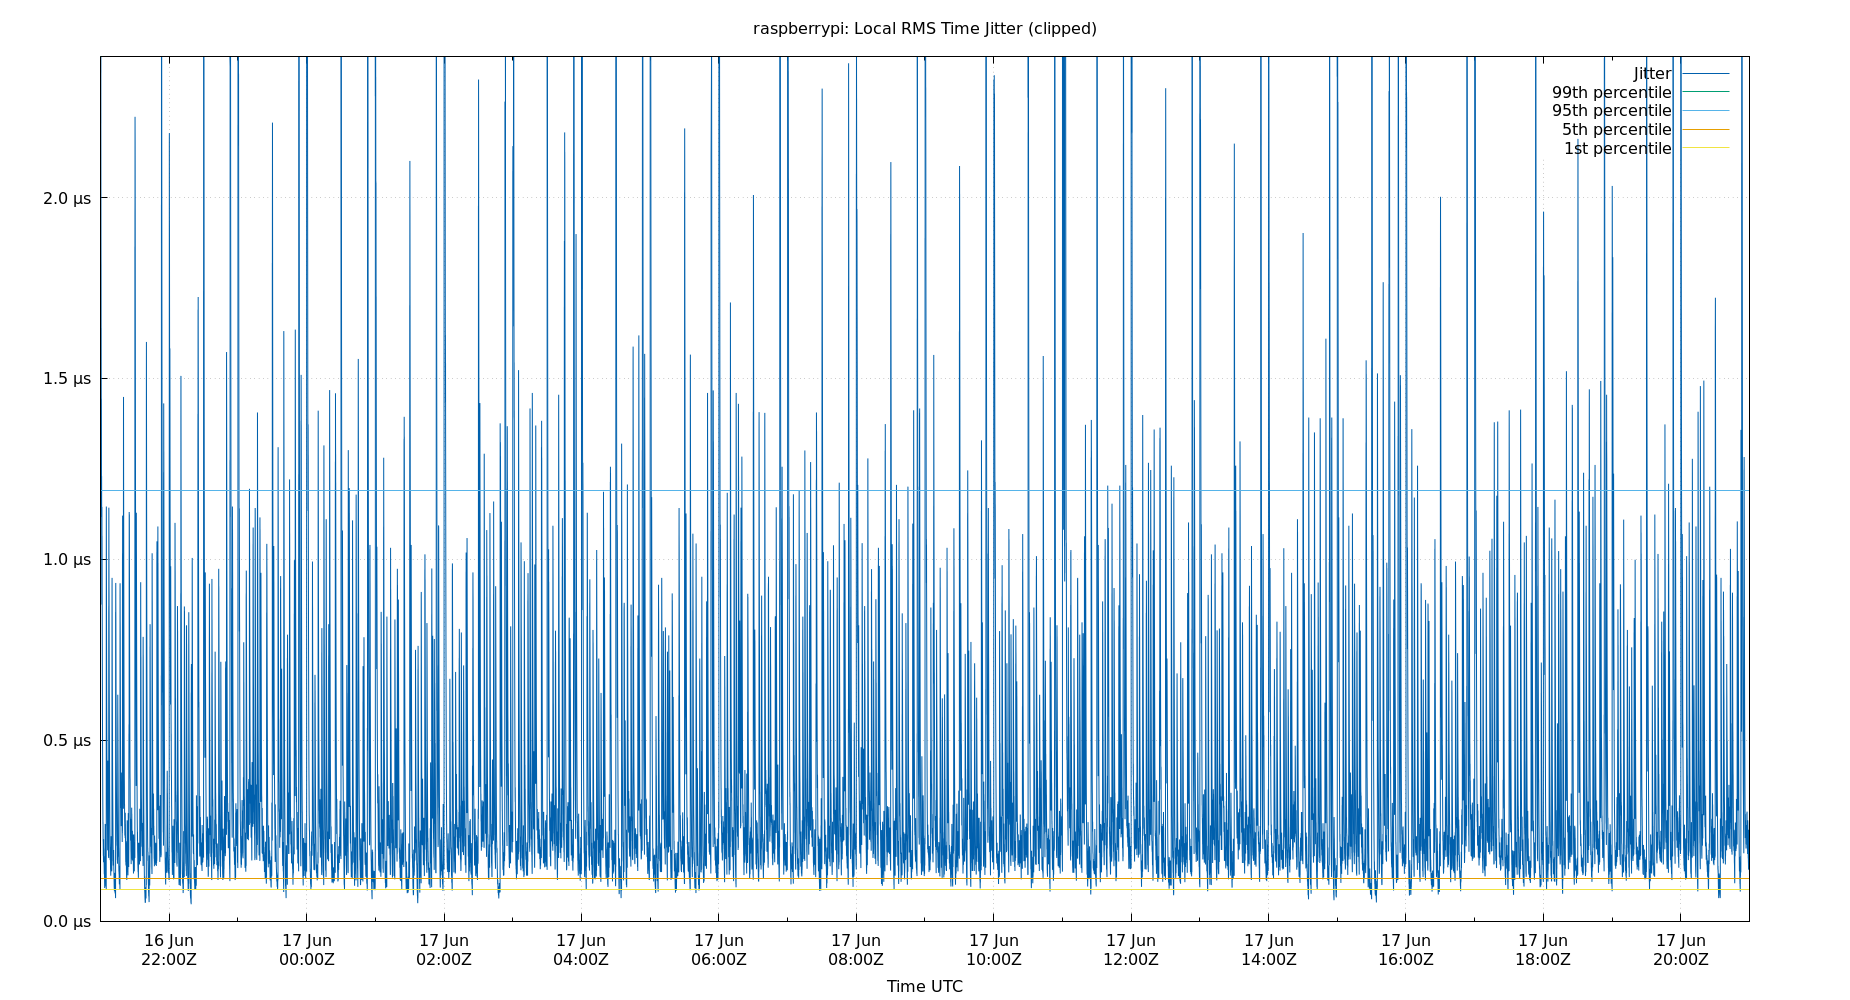 raspberrypi: Local RMS Time Jitter (clipped)
Jitter
99th percentile
95th percentile
5th percentile
1st percentile
2.0 µs
1.5 µs
1.0 µs
0.5 µs
0.0 µs
16 Jun 17 Jun 17 Jun 17 Jun 17 Jun 17 Jun 17 Jun 17 Jun 17 Jun 17 Jun 17 Jun 17 Jun
22:00Z 00:00Z 02:00Z 04:00Z 06:00Z 08:00Z 10:00Z 12:00Z 14:00Z 16:00Z 18:00Z 20:00Z
Time UTC